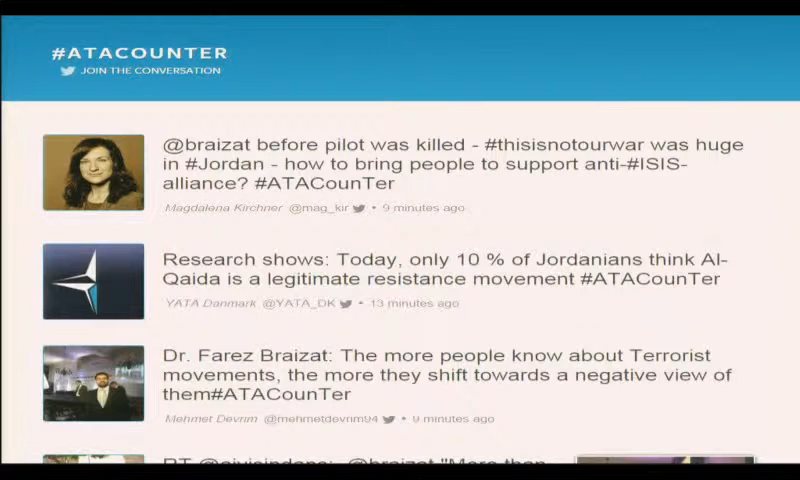 #ATACOUNTER
JOIN THE CONVERSATION
@braizat before pilot was killed - #thisisnotourwar was huge
in #Jordan - how to bring people to support anti-#ISIS-
alliance? #ATACounTer
Magdalena Kirchner @mag_kir • 9 minutes ago
Research shows: Today, only 10 % of Jordanians think Al-
Qaida is a legitimate resistance movement #ATACounTer
YATA Danmark @YATA_DK • 13 minutes ago
Dr. Farez Braizat: The more people know about Terrorist
movements, the more they shift towards a negative view of
them#ATACounTer
Mehmet Devrim @mehmetdevrim94 • 9 minutes ago
RT @braizat "More than